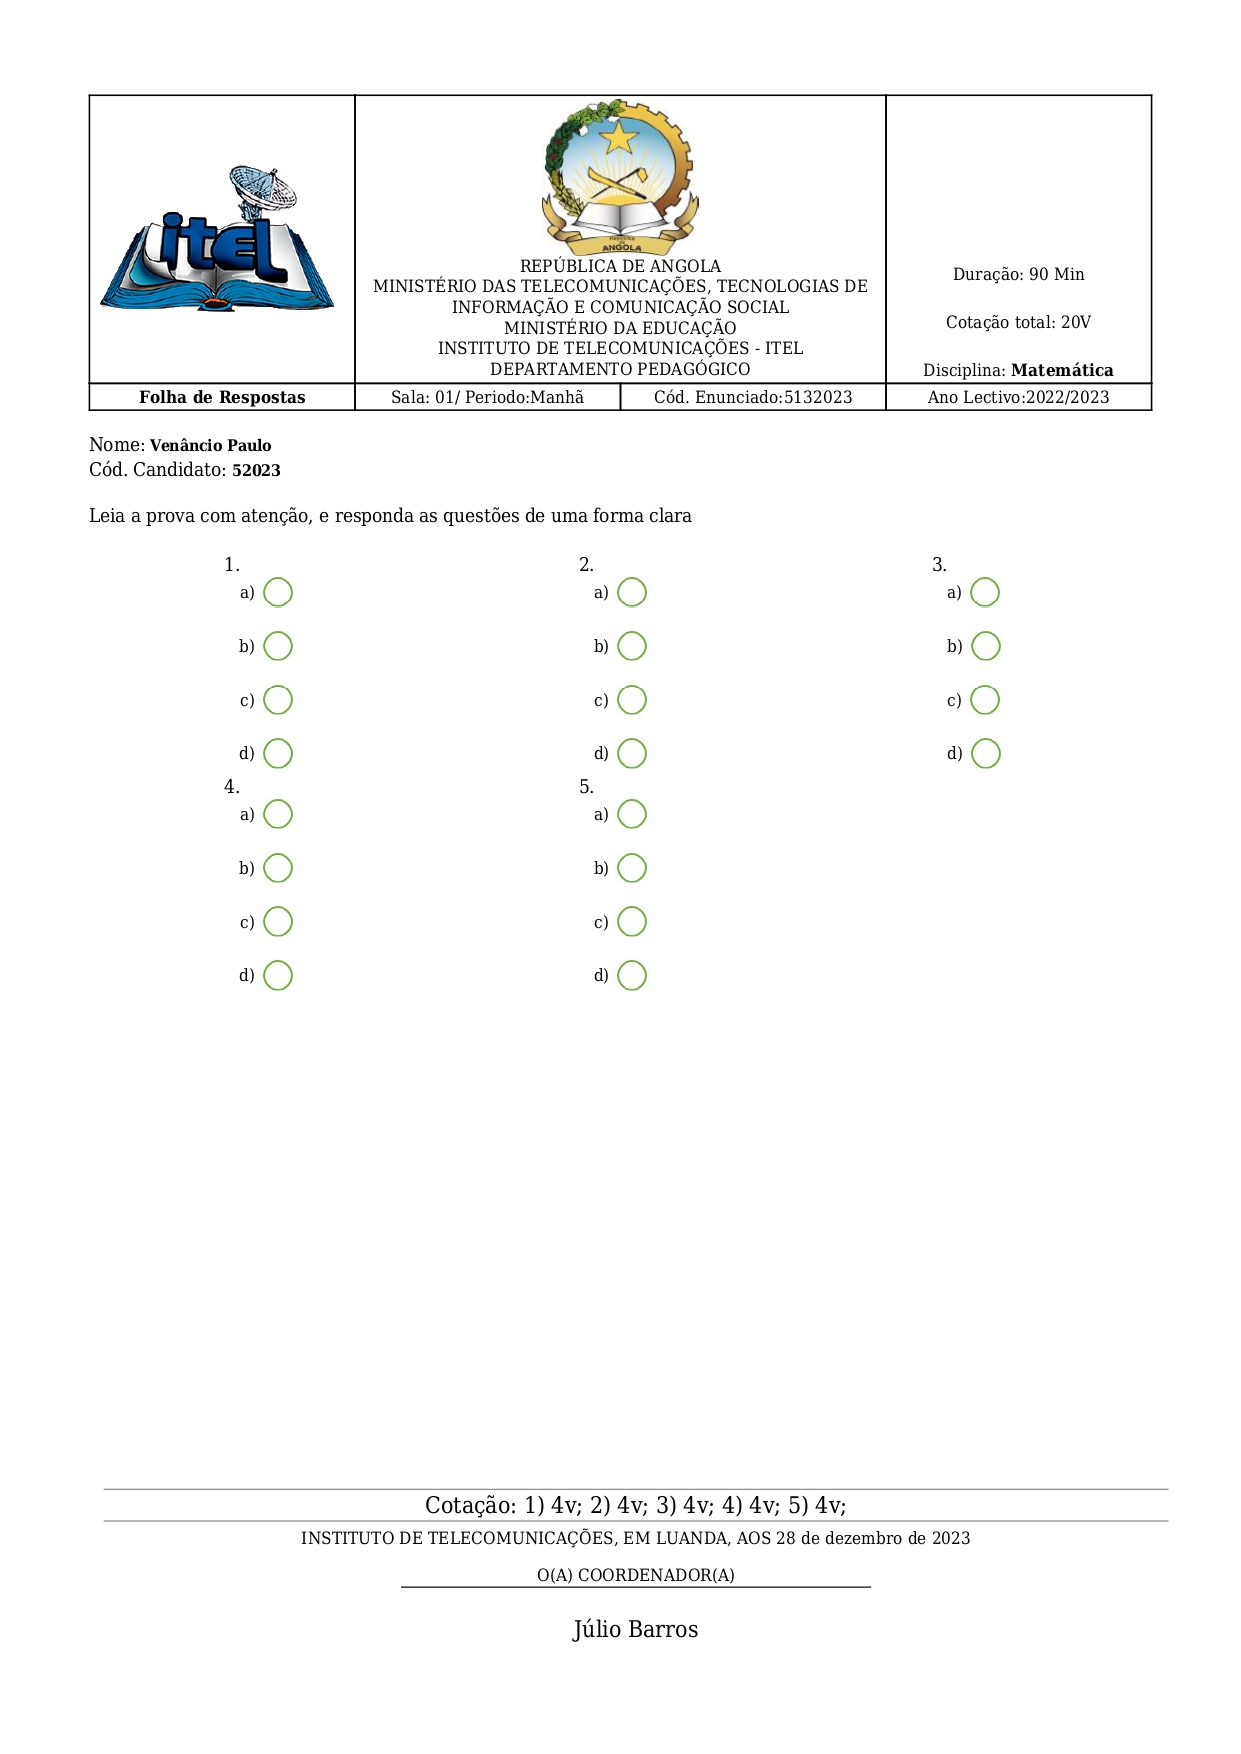 itel
República de
ANGOLA
REPÚBLICA DE ANGOLA
MINISTÉRIO DAS TELECOMUNICAÇÕES, TECNOLOGIAS DE
INFORMAÇÃO E COMUNICAÇÃO SOCIAL
MINISTÉRIO DA EDUCAÇÃO
INSTITUTO DE TELECOMUNICAÇÕES - ITEL
DEPARTAMENTO PEDAGÓGICO
Duração: 90 Min
Cotação total: 20V
Disciplina: Matemática
Folha de Respostas Sala: 01/ Periodo:Manhã Cód. Enunciado:5132023 Ano Lectivo:2022/2023
Nome: Venâncio Paulo
Cód. Candidato: 52023
Leia a prova com atenção, e responda as questões de uma forma clara
1.
a)
b)
c)
d)
2.
a)
b)
c)
d)
3.
a)
b)
c)
d)
4.
a)
b)
c)
d)
5.
a)
b)
c)
d)
Cotação: 1) 4v; 2) 4v; 3) 4v; 4) 4v; 5) 4v;
INSTITUTO DE TELECOMUNICAÇÕES, EM LUANDA, AOS 28 de dezembro de 2023
O(A) COORDENADOR(A)
Júlio Barros